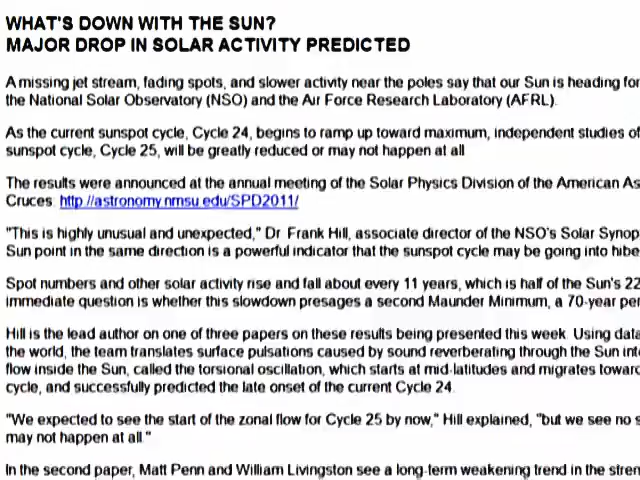 WHAT'S DOWN WITH THE SUN?
MAJOR DROP IN SOLAR ACTIVITY PREDICTED
A missing jet stream, fading spots, and slower activity near the poles say that our Sun is heading for
the National Solar Observatory (NSO) and the Air Force Research Laboratory (AFRL).
As the current sunspot cycle, Cycle 24, begins to ramp up toward maximum, independent studies of
sunspot cycle, Cycle 25, will be greatly reduced or may not happen at all
The results were announced at the annual meeting of the Solar Physics Division of the American As
Cruces http://astronomy.nmsu.edu/SPD2011/
"This is highly unusual and unexpected," Dr Frank Hill, associate director of the NSO's Solar Synop
Sun point in the same direction is a powerful indicator that the sunspot cycle may be going into hibe
Spot numbers and other solar activity rise and fall about every 11 years, which is half of the Sun's 22
immediate question is whether this slowdown presages a second Maunder Minimum, a 70-year per
Hill is the lead author on one of three papers on these results being presented this week. Using data
the world, the team translates surface pulsations caused by sound reverberating through the Sun int
flow inside the Sun, called the torsional oscillation, which starts at mid-latitudes and migrates towar
cycle, and successfully predicted the late onset of the current Cycle 24.
"We expected to see the start of the zonal flow for Cycle 25 by now," Hill explained, "but we see no s
may not happen at all."
In the second paper, Matt Penn and William Livingston see a long-term weakening trend in the stren